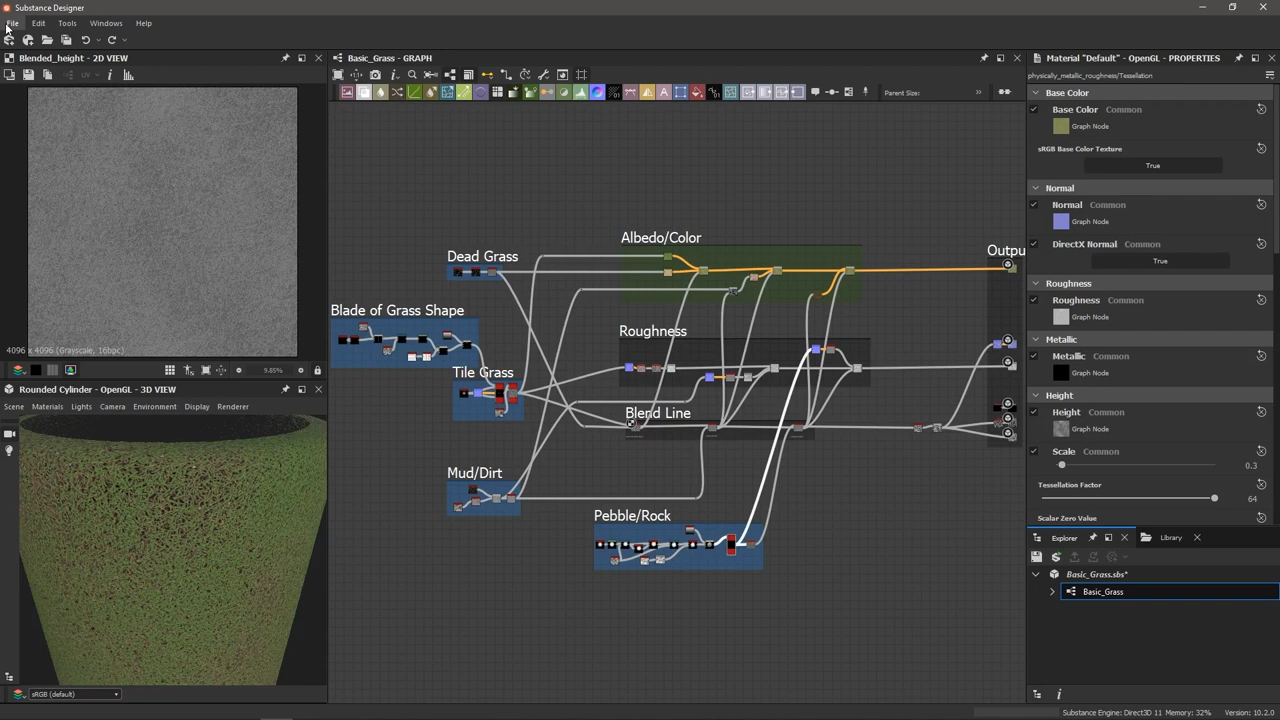 Substance Designer
File Edit Tools Windows Help
Blended_height - 2D VIEW
4096 x 4096 (Grayscale, 16bpc)
9.85%
Rounded Cylinder - OpenGL - 3D VIEW
Scene Materials Lights Camera Environment Display Renderer
sRGB (default)
Basic_Grass - GRAPH
Parent Size:
Albedo/Color
Dead Grass
Outpu
Blade of Grass Shape
Roughness
Tile Grass
Blend Line
Mud/Dirt
Pebble/Rock
Material "Default" - OpenGL - PROPERTIES
physically_metallic_roughness/Tessellation
Base Color
Base Color Common
Graph Node
sRGB Base Color Texture
True
Normal
Normal Common
Graph Node
DirectX Normal Common
True
Roughness
Roughness Common
Graph Node
Metallic
Metallic Common
Graph Node
Height
Height Common
Graph Node
Scale Common
0.3
Tessellation Factor
64
Scalar Zero Value
Explorer Library
Basic_Grass.sbs*
Basic_Grass
Substance Engine: Direct3D 11 Memory: 32% Version: 10.2.0